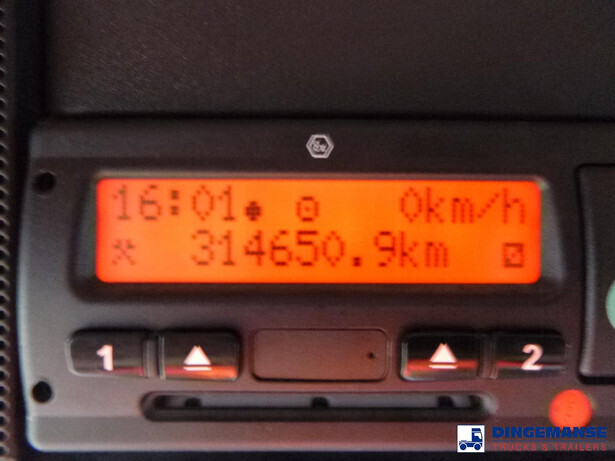 16:01 0km/h
314650.9km
1 2
DINGEMANSE
TRUCKS & TRAILERS